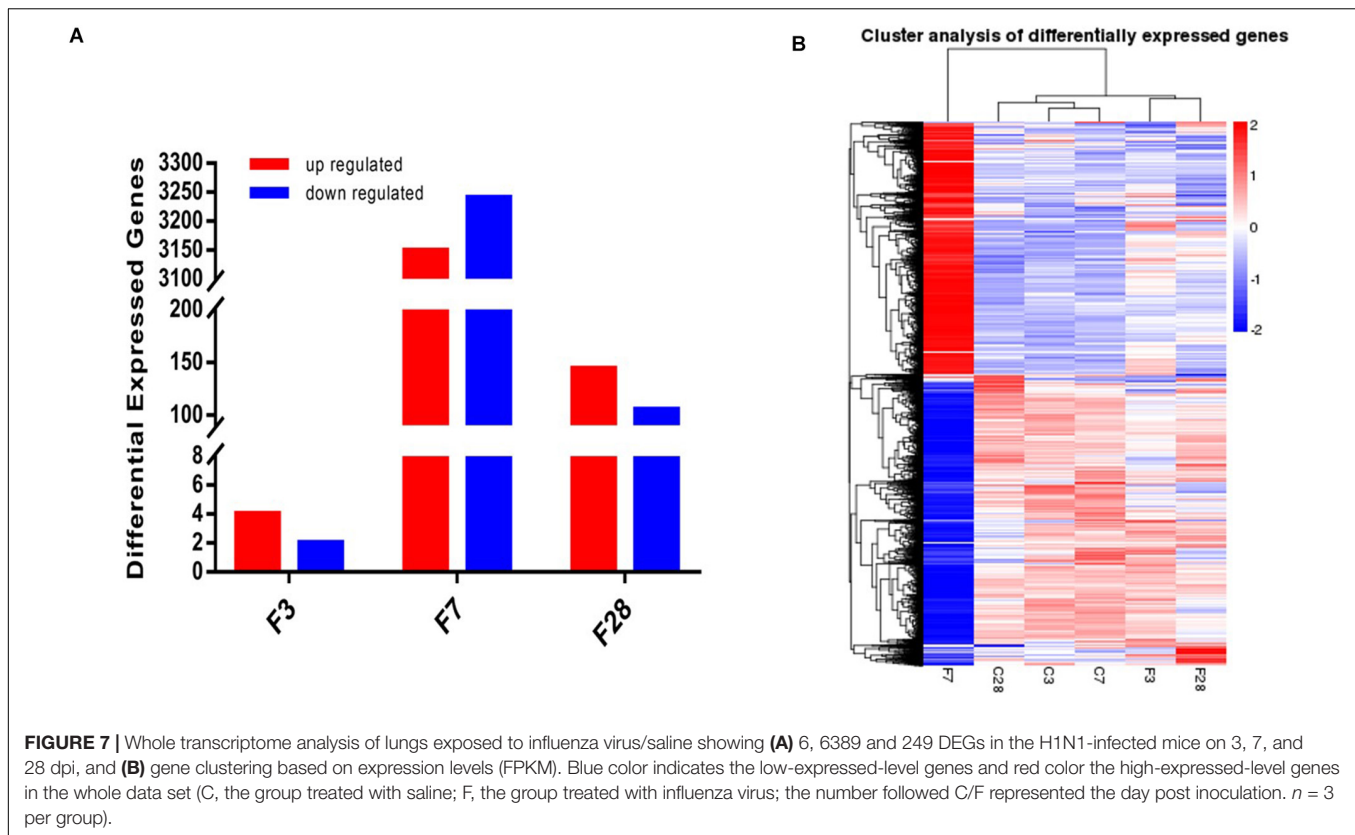 A
Differential Expressed Genes
3300
3250
3200
3150
3100
200
150
100
8
6
4
2
0
up regulated
down regulated
F3
F7
F28
B
Cluster analysis of differentially expressed genes
2
1
0
-1
-2
F7
C28
C3
C7
F3
F28
FIGURE 7 | Whole transcriptome analysis of lungs exposed to influenza virus/saline showing (A) 6, 6389 and 249 DEGs in the H1N1-infected mice on 3, 7, and
28 dpi, and (B) gene clustering based on expression levels (FPKM). Blue color indicates the low-expressed-level genes and red color the high-expressed-level genes
in the whole data set (C, the group treated with saline; F, the group treated with influenza virus; the number followed C/F represented the day post inoculation. n = 3
per group).